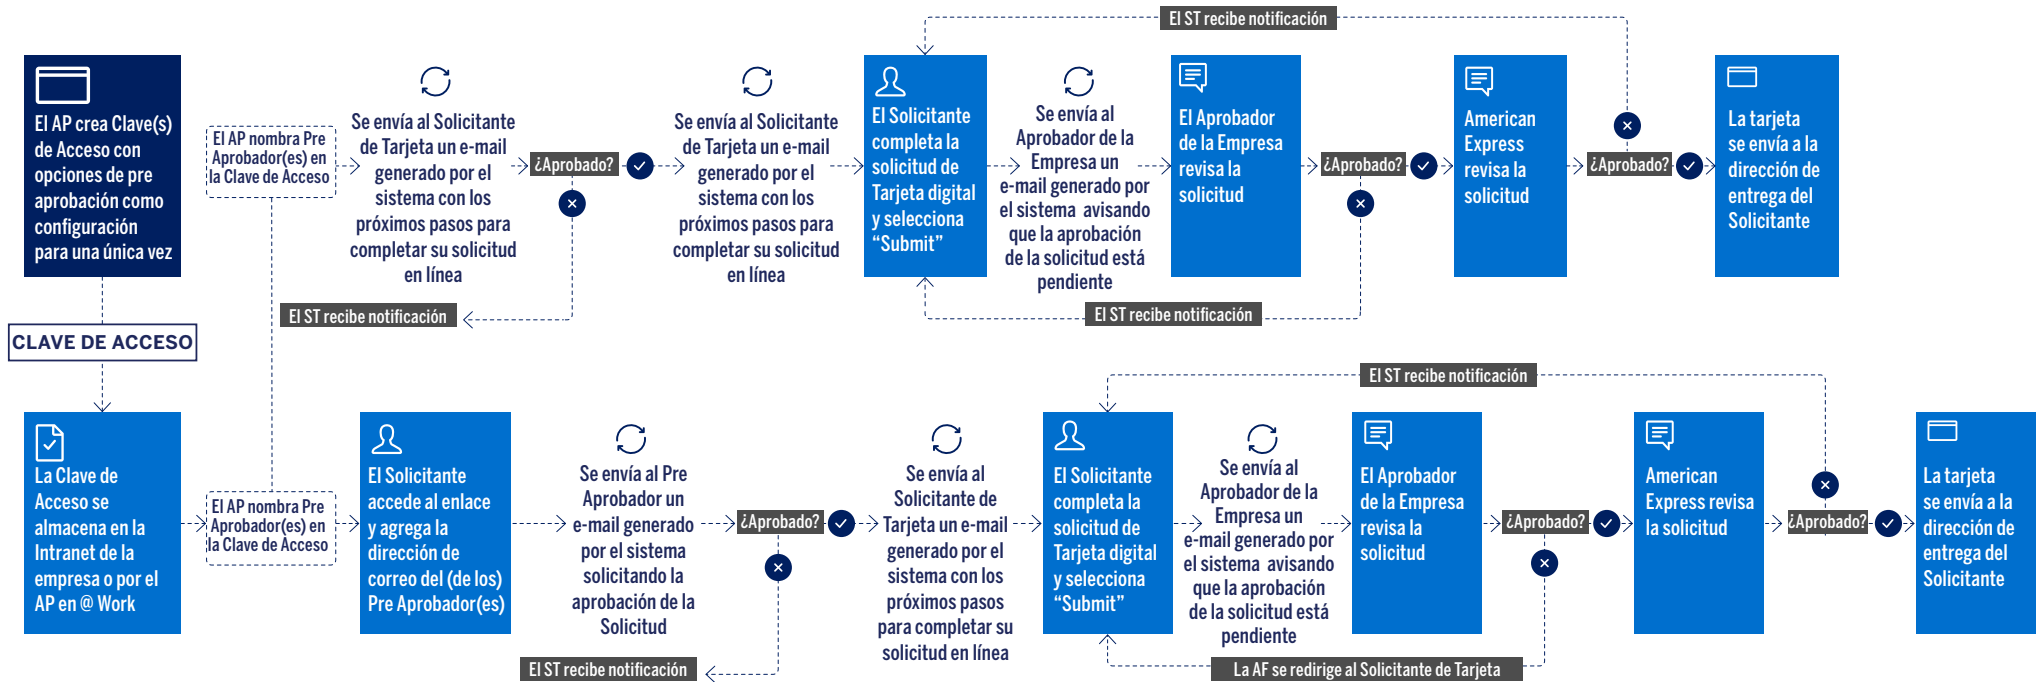 El ST recibe notificación
El AP crea Clave(s)
de Acceso con
opciones de pre
aprobación como
configuración
para una única vez
El AP nombra Pre
Aprobador(es) en
la Clave de Acceso
Se envía al Solicitante
de Tarjeta un e-mail
generado por el
sistema con los
próximos pasos para
completar su solicitud
en línea
¿Aprobado?
El ST recibe notificación
Se envía al Solicitante
de Tarjeta un e-mail
generado por el
sistema con los
próximos pasos para
completar su solicitud
en línea
El Solicitante
completa la
solicitud de
Tarjeta digital
y selecciona
“Submit”
Se envía al
Aprobador de la
Empresa un
e-mail generado por
el sistema avisando
que la aprobación
de la solicitud está
pendiente
El Aprobador
de la Empresa
revisa la
solicitud
¿Aprobado?
El ST recibe notificación
American
Express
revisa la
solicitud
¿Aprobado?
La tarjeta
se envía a la
dirección de
entrega del
Solicitante
CLAVE DE ACCESO
El ST recibe notificación
La Clave de
Acceso se
almacena en la
Intranet de la
empresa o por el
AP en @ Work
El AP nombra Pre
Aprobador(es) en
la Clave de Acceso
El Solicitante
accede al enlace
y agrega la
dirección de
correo del (de los)
Pre Aprobador(es)
Se envía al Pre
Aprobador un
e-mail generado
por el sistema
solicitando la
aprobación de la
Solicitud
¿Aprobado?
El ST recibe notificación
Se envía al
Solicitante de
Tarjeta un e-mail
generado por el
sistema con los
próximos pasos
para completar su
solicitud en línea
El Solicitante
completa la
solicitud de
Tarjeta digital
y selecciona
“Submit”
Se envía al
Aprobador de la
Empresa un
e-mail generado por
el sistema avisando
que la aprobación
de la solicitud está
pendiente
El Aprobador
de la Empresa
revisa la
solicitud
¿Aprobado?
La AF se redirige al Solicitante de Tarjeta
American
Express revisa
la solicitud
¿Aprobado?
La tarjeta
se envía a la
dirección de
entrega del
Solicitante